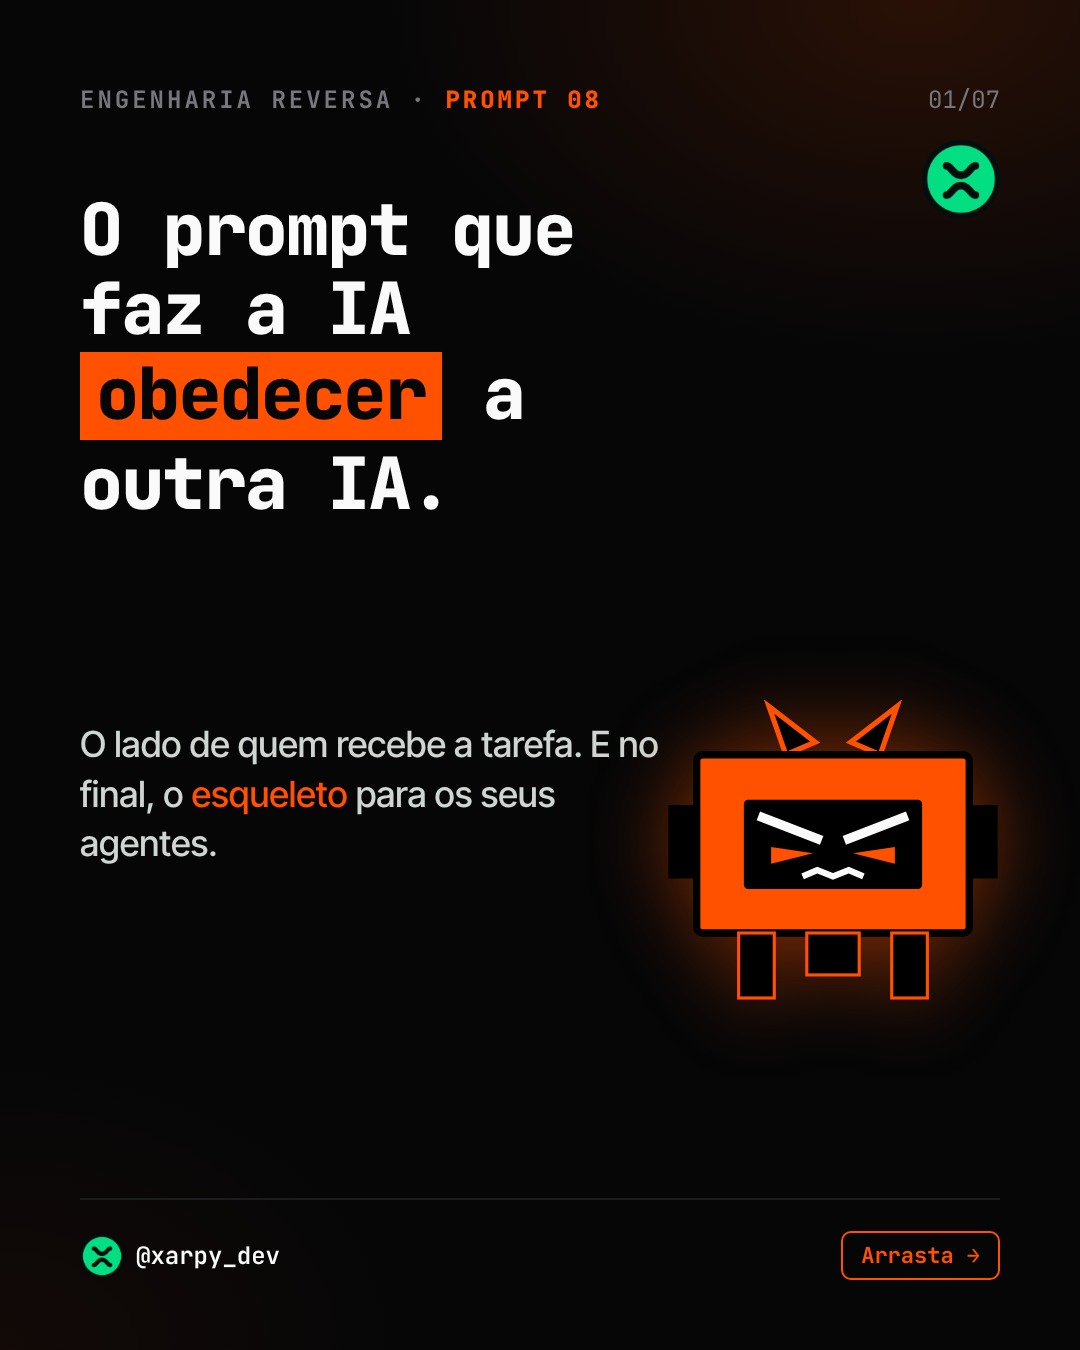 ENGENHARIA REVERSA · PROMPT 08
01/07
O prompt que
faz a IA
obedecer a
outra IA.
O lado de quem recebe a tarefa. E no
final, o esqueleto para os seus
agentes.
@xarpy_dev
Arrasta →